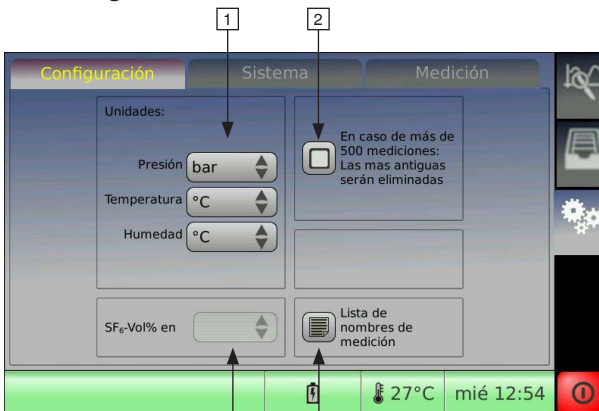 1 2
Configuración Sistema Medición
Unidades:
Presión bar
Temperatura °C
Humedad °C
En caso de más de
500 mediciones:
Las mas antiguas
serán eliminadas
SF₆-Vol% en
Lista de
nombres de
medición
27°C mié 12:54